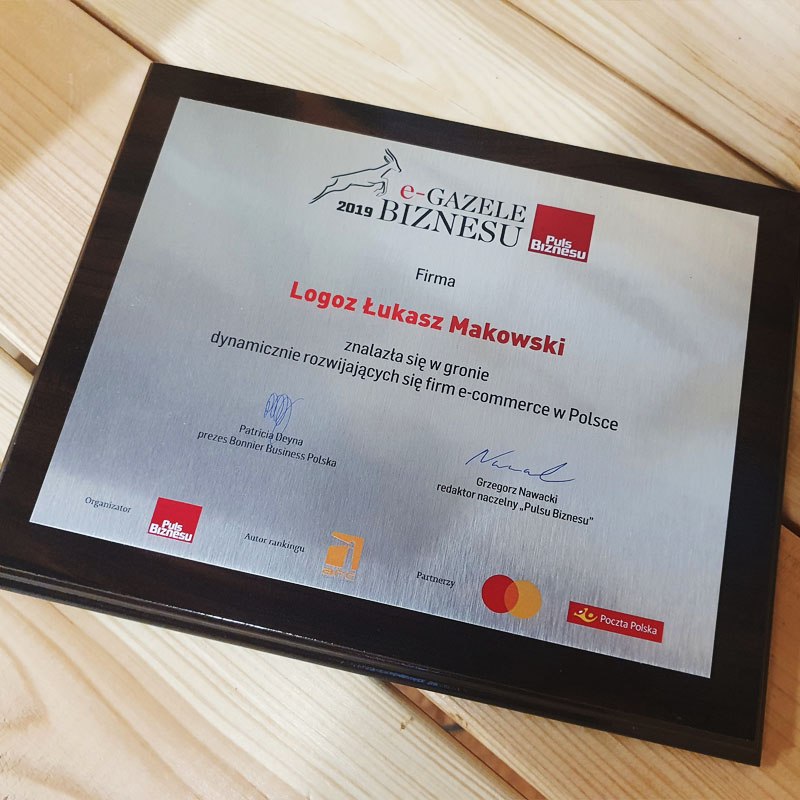 e-GAZELE
2019 BIZNESU
Puls
Biznesu
Firma
Logoz Łukasz Makowski
znalazła się w gronie
dynamicznie rozwijających się firm e-commerce w Polsce
Patricia Deyna
prezes Bonnier Business Polska
Grzegorz Nawacki
redaktor naczelny „Pulsu Biznesu”
Organizator
Puls
Biznesu
Autor rankingu
Partnerzy
Poczta Polska